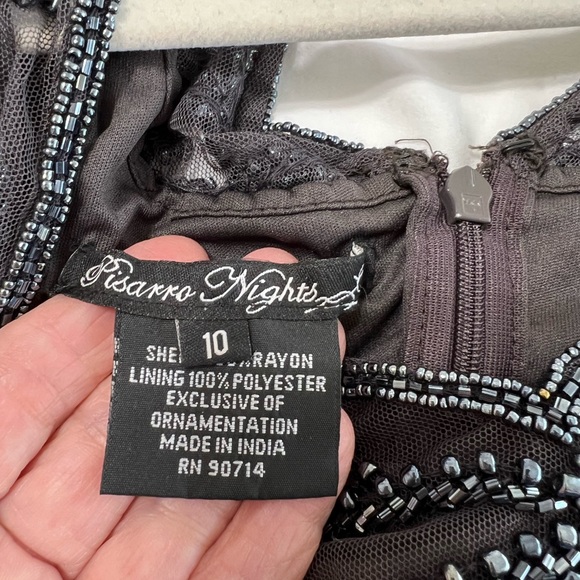 Pisarro Nights
10
RAYON
LINING 100% POLYESTER
EXCLUSIVE OF
ORNAMENTATION
MADE IN INDIA
RN 90714